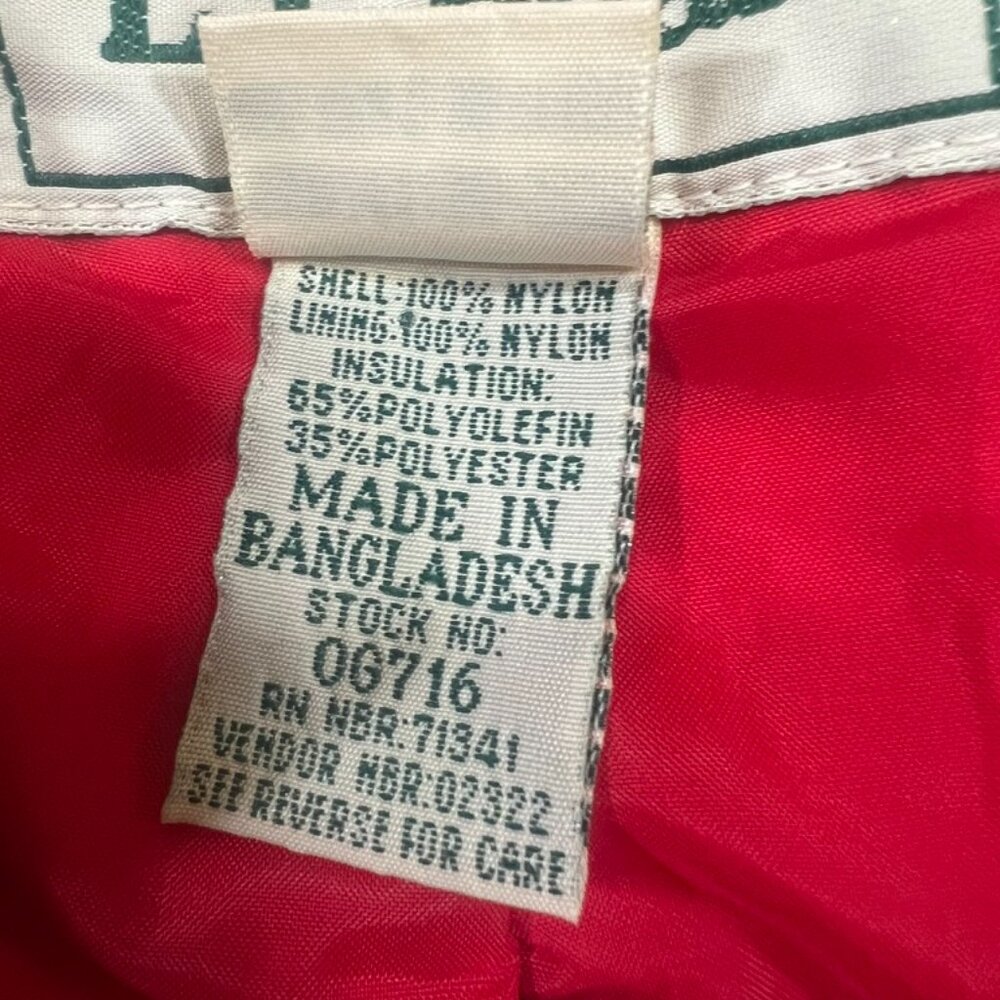 SHELL:100% NYLON
LINING:100% NYLON
INSULATION:
65%POLYOLEFIN
35%POLYESTER
MADE IN
BANGLADESH
STOCK NO:
0G716
RN NBR:71341
VENDOR NBR:02322
SEE REVERSE FOR CARE